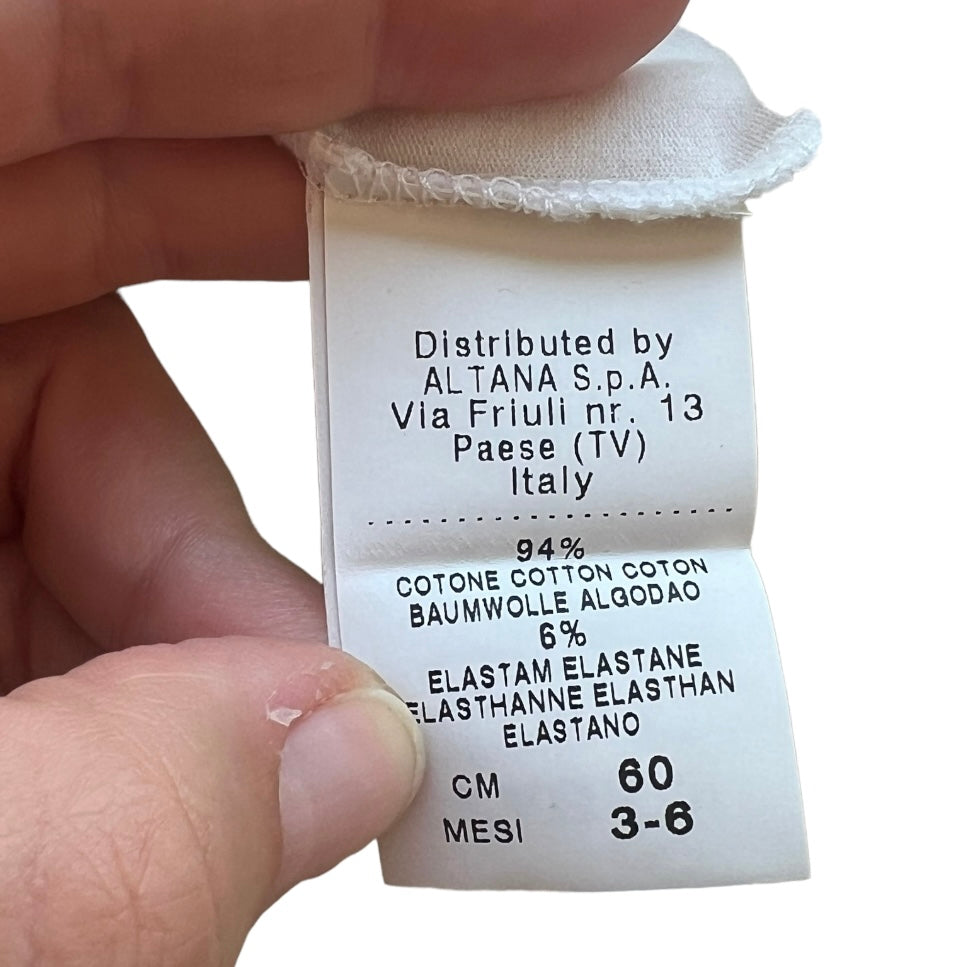 Distributed by
ALTANA S.p.A.
Via Friuli nr. 13
Paese (TV)
Italy
94%
COTONE COTTON COTON
BAUMWOLLE ALGODAO
6%
ELASTAM ELASTANE
ELASTHANNE ELASTHAN
ELASTANO
CM 60
MESI 3-6